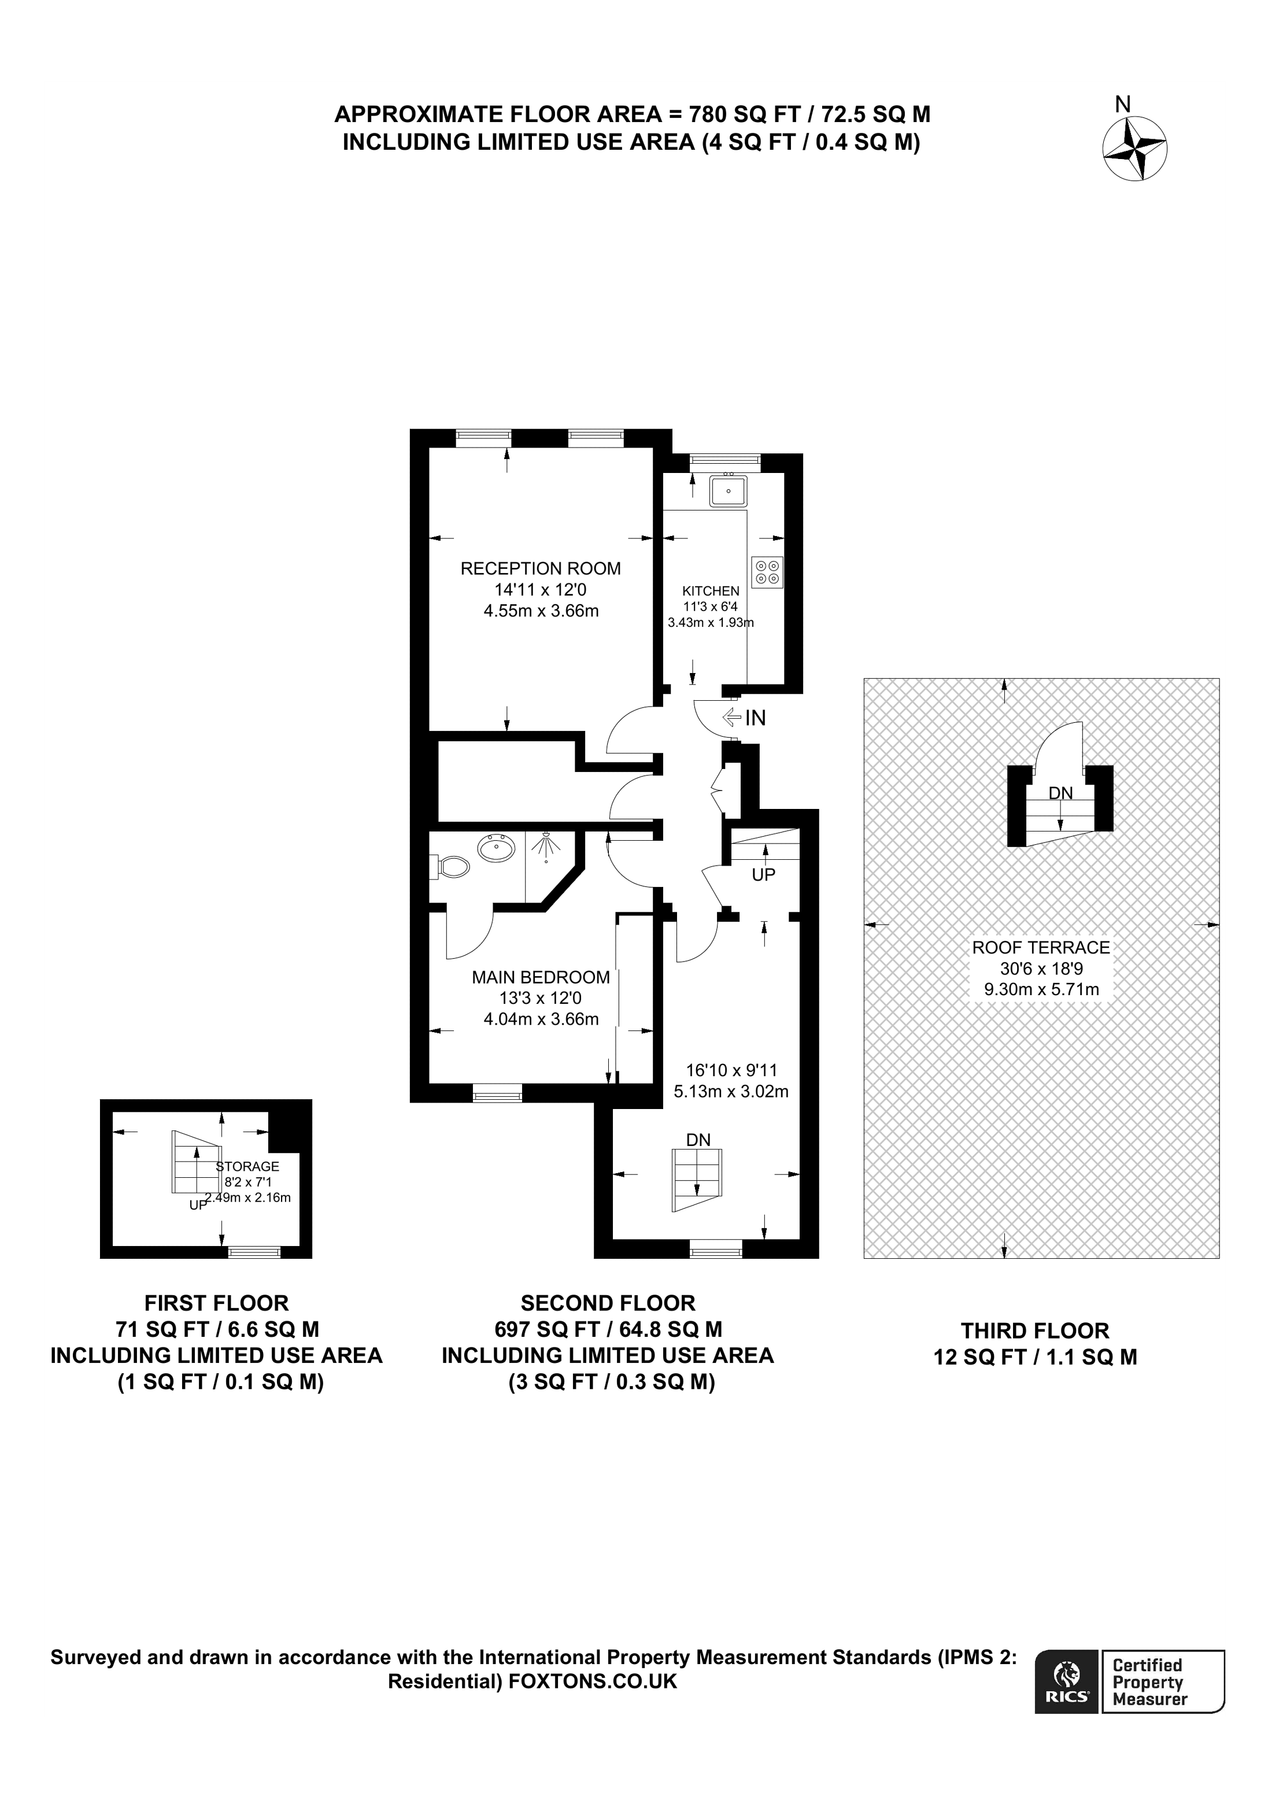 APPROXIMATE FLOOR AREA = 780 SQ FT / 72.5 SQ M
INCLUDING LIMITED USE AREA (4 SQ FT / 0.4 SQ M)
N
RECEPTION ROOM
14'11 x 12'0
4.55m x 3.66m
KITCHEN
11'3 x 6'4
3.43m x 1.93m
IN
UP
MAIN BEDROOM
13'3 x 12'0
4.04m x 3.66m
16'10 x 9'11
5.13m x 3.02m
DN
DN
ROOF TERRACE
30'6 x 18'9
9.30m x 5.71m
STORAGE
8'2 x 7'1
2.49m x 2.16m
UP
FIRST FLOOR
71 SQ FT / 6.6 SQ M
INCLUDING LIMITED USE AREA
(1 SQ FT / 0.1 SQ M)
SECOND FLOOR
697 SQ FT / 64.8 SQ M
INCLUDING LIMITED USE AREA
(3 SQ FT / 0.3 SQ M)
THIRD FLOOR
12 SQ FT / 1.1 SQ M
Surveyed and drawn in accordance with the International Property Measurement Standards (IPMS 2:
Residential) FOXTONS.CO.UK
RICS
Certified
Property
Measurer